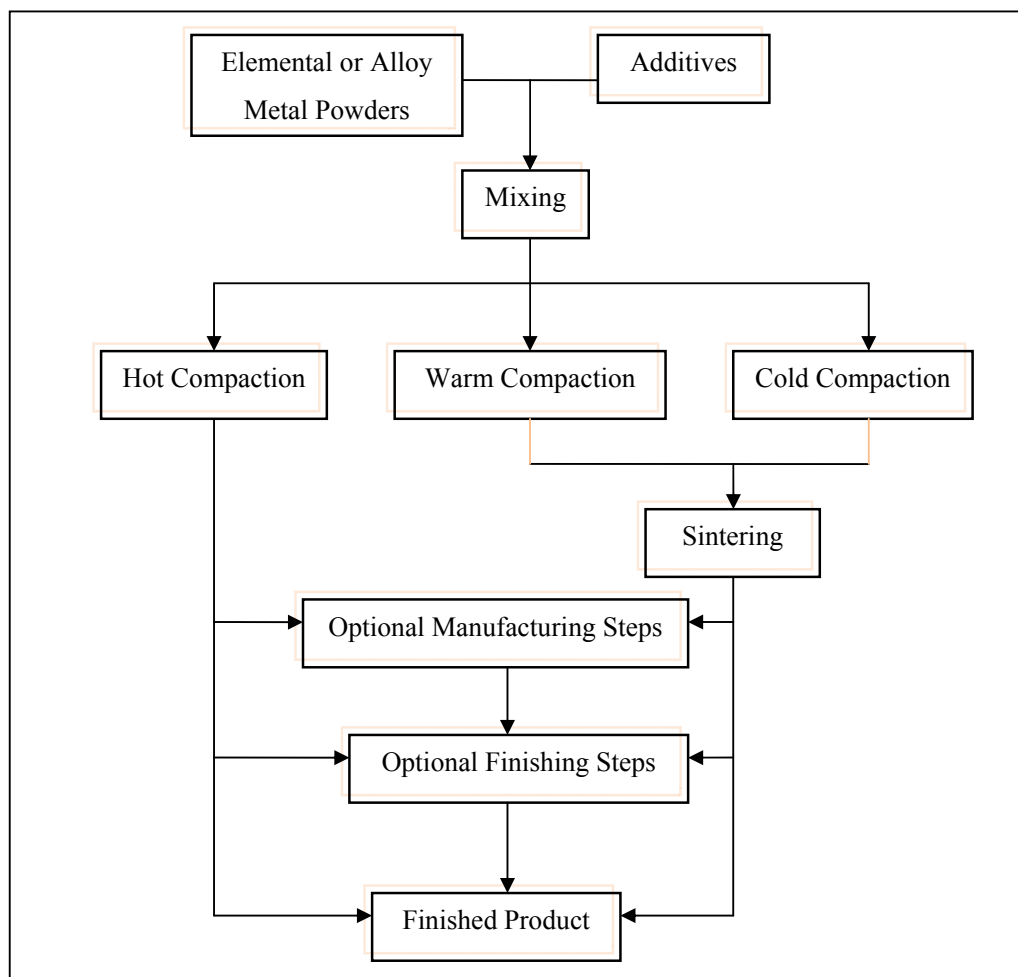 Elemental or Alloy
Metal Powders
Additives
Mixing
Hot Compaction
Warm Compaction
Cold Compaction
Sintering
Optional Manufacturing Steps
Optional Finishing Steps
Finished Product